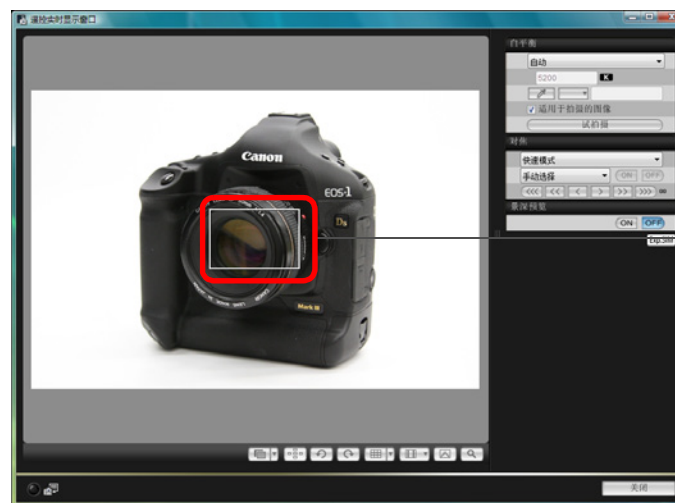 遥控实时显示窗口
白平衡
自动
5200 K
适用于拍摄的图像
试拍摄
对焦
快速模式
手动选择 ON OFF
<<< << < > >> >>> ∞
景深预览
ON OFF
Exp.SIM
Canon
EOS-1
Ds
Mark III
关闭